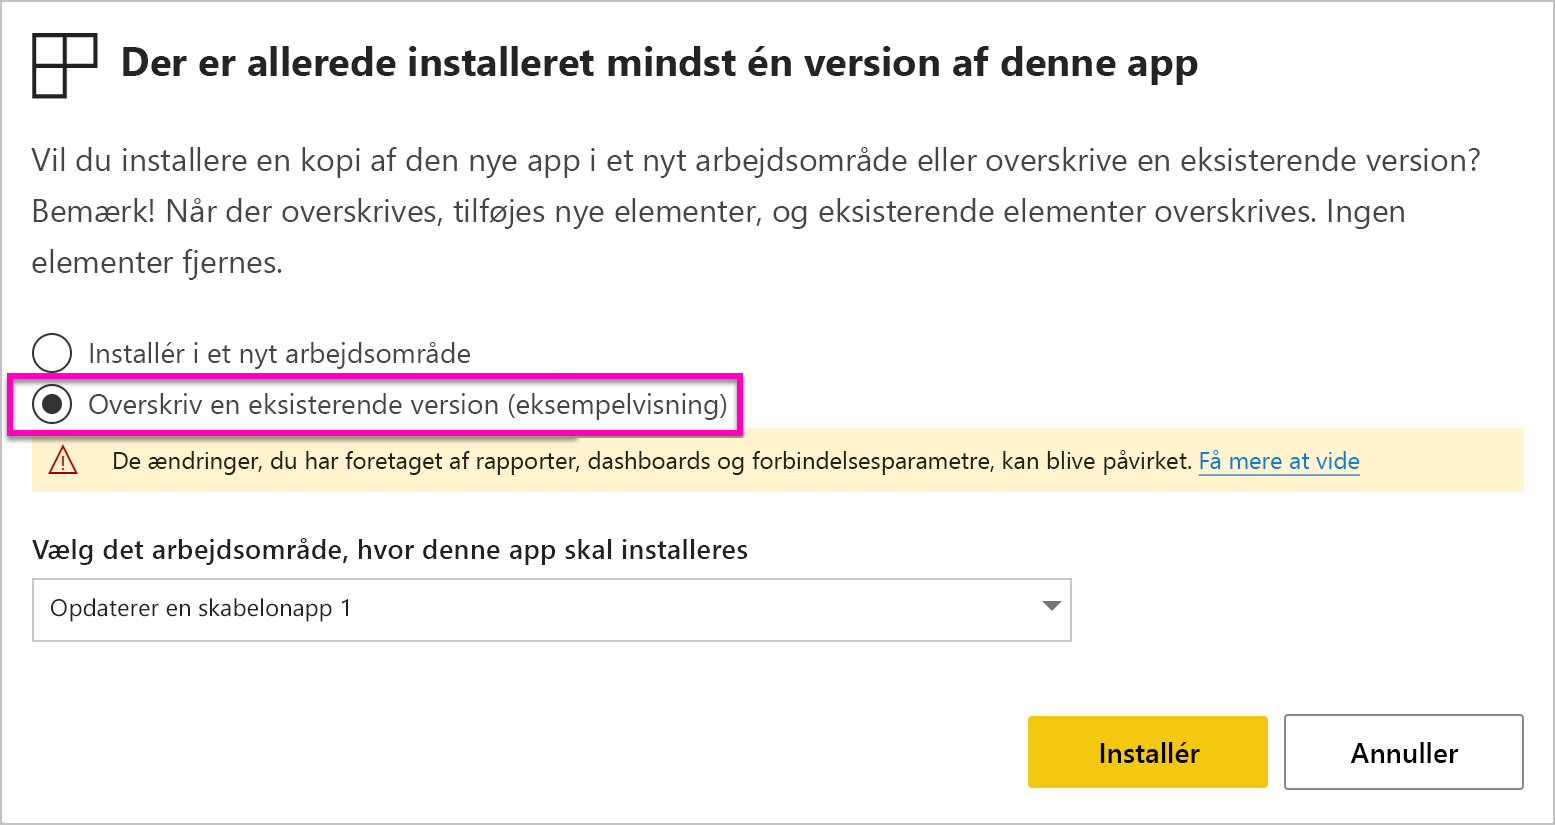 Der er allerede installeret mindst én version af denne app
Vil du installere en kopi af den nye app i et nyt arbejdsområde eller overskrive en eksisterende version?
Bemærk! Når der overskrives, tilføjes nye elementer, og eksisterende elementer overskrives. Ingen
elementer fjernes.
Installér i et nyt arbejdsområde
Overskriv en eksisterende version (eksempelvisning)
De ændringer, du har foretaget af rapporter, dashboards og forbindelsesparametre, kan blive påvirket. Få mere at vide
Vælg det arbejdsområde, hvor denne app skal installeres
Opdaterer en skabelonapp 1
Installér
Annuller